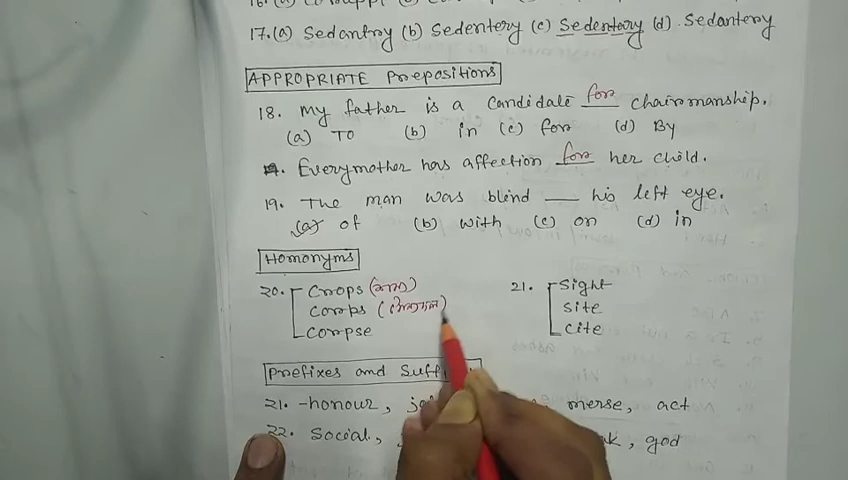 17.(a) Sedantry (b) Sedentery (c) Sedentary (d) Sedantery
APPROPRIATE Prepositions
18. My father is a candidate for chairmanship.
(a) TO (b) in (c) for (d) By
Every mother has affection for her child.
19. The man was blind ___ his left eye.
(a) of (b) with (c) on (d) in
Homonyms
20. Crops (শস্য)
corps
corpse
21. Sight
site
cite
Prefixes and
21. -honour, merse, act
22. Social, god